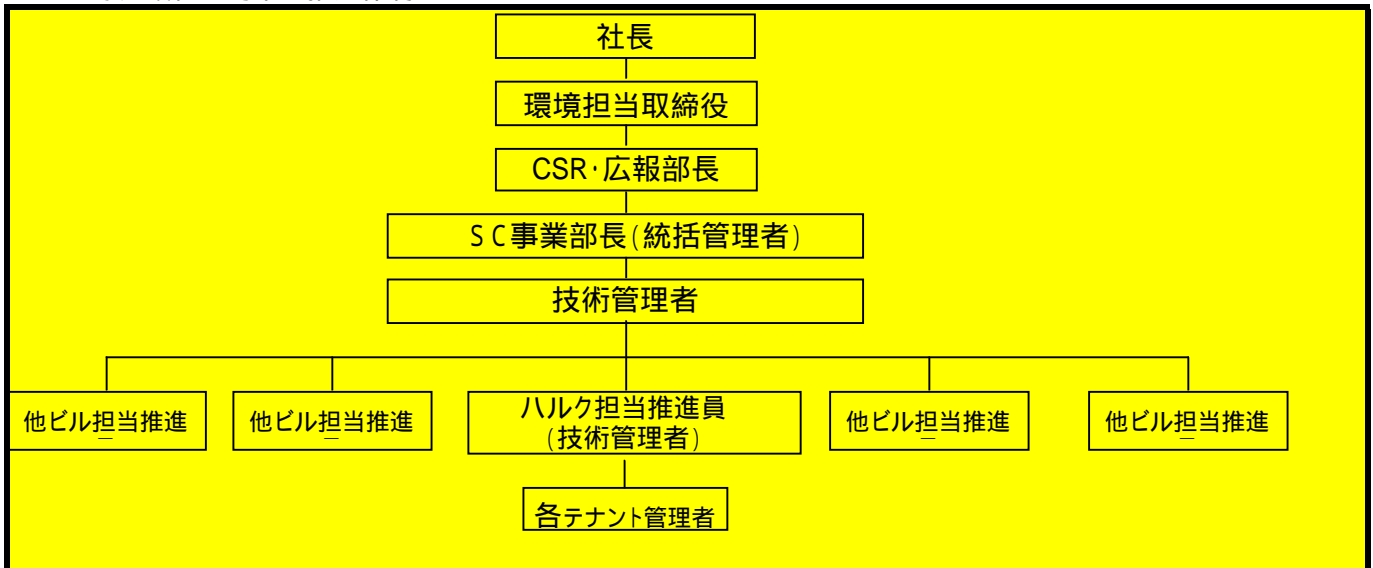 社長
環境担当取締役
CSR・広報部長
SC事業部長(統括管理者)
技術管理者
他ビル担当推進
他ビル担当推進
ハルク担当推進員
(技術管理者)
他ビル担当推進
他ビル担当推進
各テナント管理者